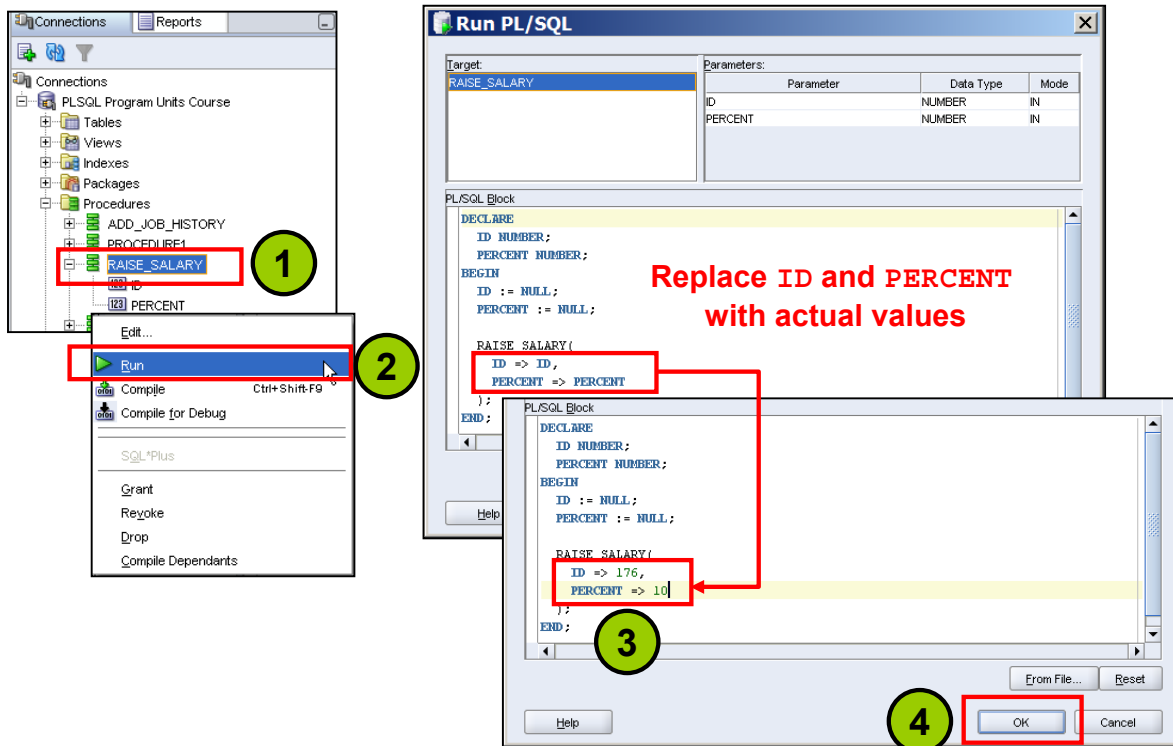 Connections
Reports
Connections
PLSQL Program Units Course
Tables
Views
Indexes
Packages
Procedures
ADD_JOB_HISTORY
PROCEDURE1
RAISE_SALARY
123 ID
123 PERCENT
1
Edit...
Run
Compile Ctrl+Shift-F9
Compile for Debug
SQL*Plus
Grant
Revoke
Drop
Compile Dependants
2
Run PL/SQL
Target:
RAISE_SALARY
Parameters:
Parameter Data Type Mode
ID NUMBER IN
PERCENT NUMBER IN
PL/SQL Block
DECLARE
ID NUMBER;
PERCENT NUMBER;
BEGIN
ID := NULL;
PERCENT := NULL;
RAISE_SALARY(
ID => ID,
PERCENT => PERCENT
);
END;
Help
Replace ID and PERCENT
with actual values
PL/SQL Block
DECLARE
ID NUMBER;
PERCENT NUMBER;
BEGIN
ID := NULL;
PERCENT := NULL;
RAISE_SALARY(
ID => 176,
PERCENT => 10
);
END;
3
From File...
Reset
Help
4
OK
Cancel